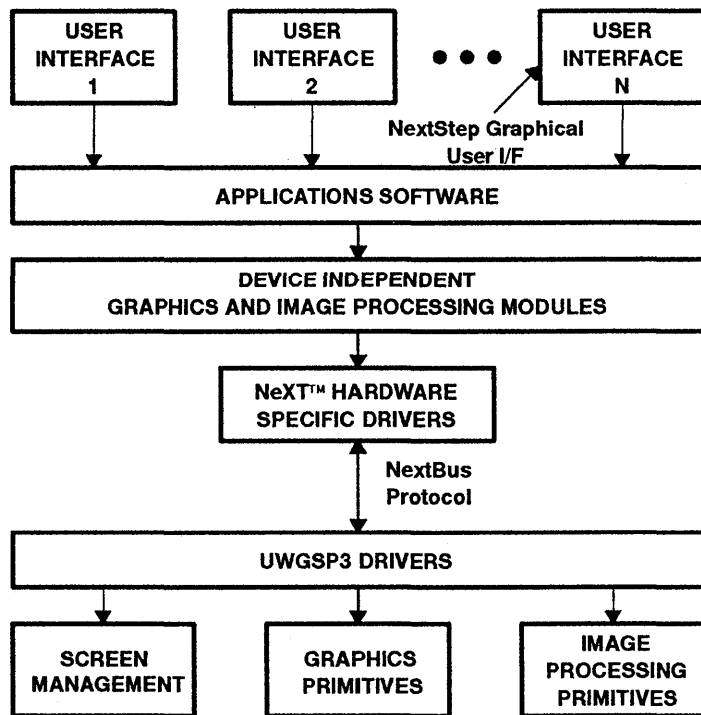 USER
INTERFACE
1
USER
INTERFACE
2
USER
INTERFACE
N
NextStep Graphical
User I/F
APPLICATIONS SOFTWARE
DEVICE INDEPENDENT
GRAPHICS AND IMAGE PROCESSING MODULES
NeXT™ HARDWARE
SPECIFIC DRIVERS
NextBus
Protocol
UWGSP3 DRIVERS
SCREEN
MANAGEMENT
GRAPHICS
PRIMITIVES
IMAGE
PROCESSING
PRIMITIVES